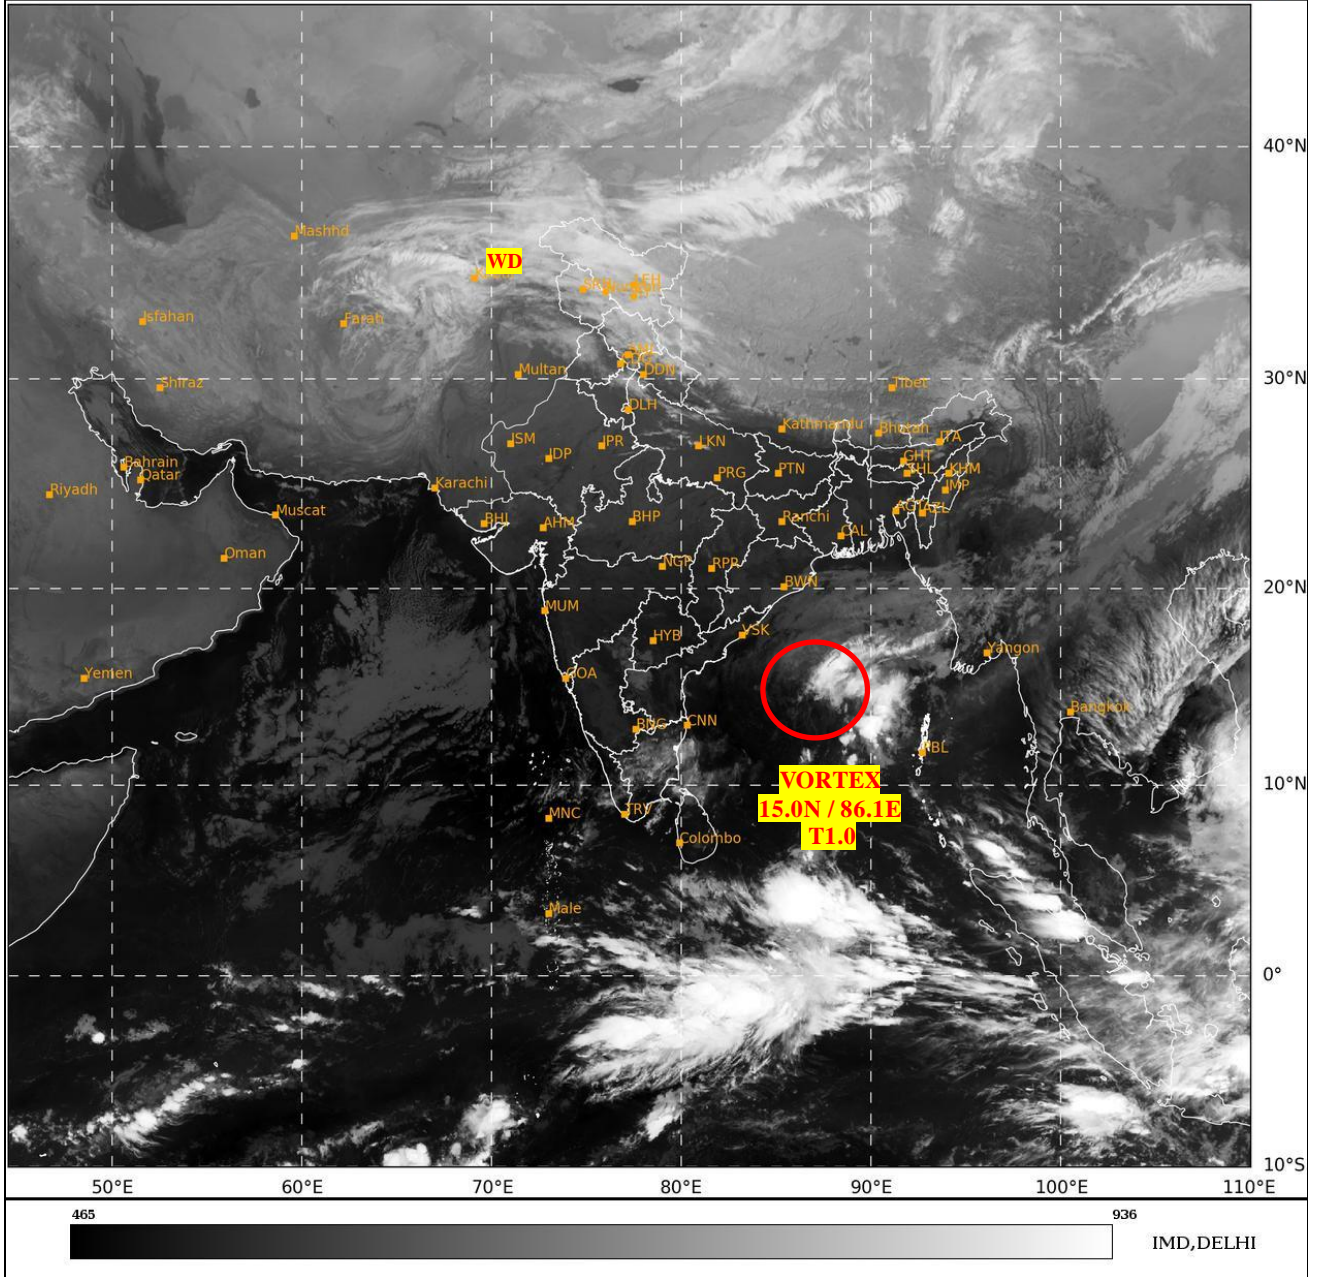 40°N
Mashhd
WD
LEH
SRN
Isfahan
Farati
Shiraz
Multan
DDN
30°N
Tibet
DLH
Kathmandu
Bhutan
JSM
JPR
LKN
ITA
JDP
GHT
Bahrain
PTN
SHL
KHM
Qatar
Karachi
PRG
IMP
Riyadh
Muscat
BHJ
AHM
BHP
Ranchi
AGT
CAL
Oman
NGP
RPR
BWN
20°N
MUM
VSK
HYB
Yangon
Yemen
GOA
Bangkok
BNG
CNN
PBL
VORTEX
10°N
15.0N / 86.1E
MNC
TRV
T1.0
Colombo
Male
0°
10°S
50°E
60°E
70°E
80°E
90°E
100°E
110°E
465
936
IMD,DELHI